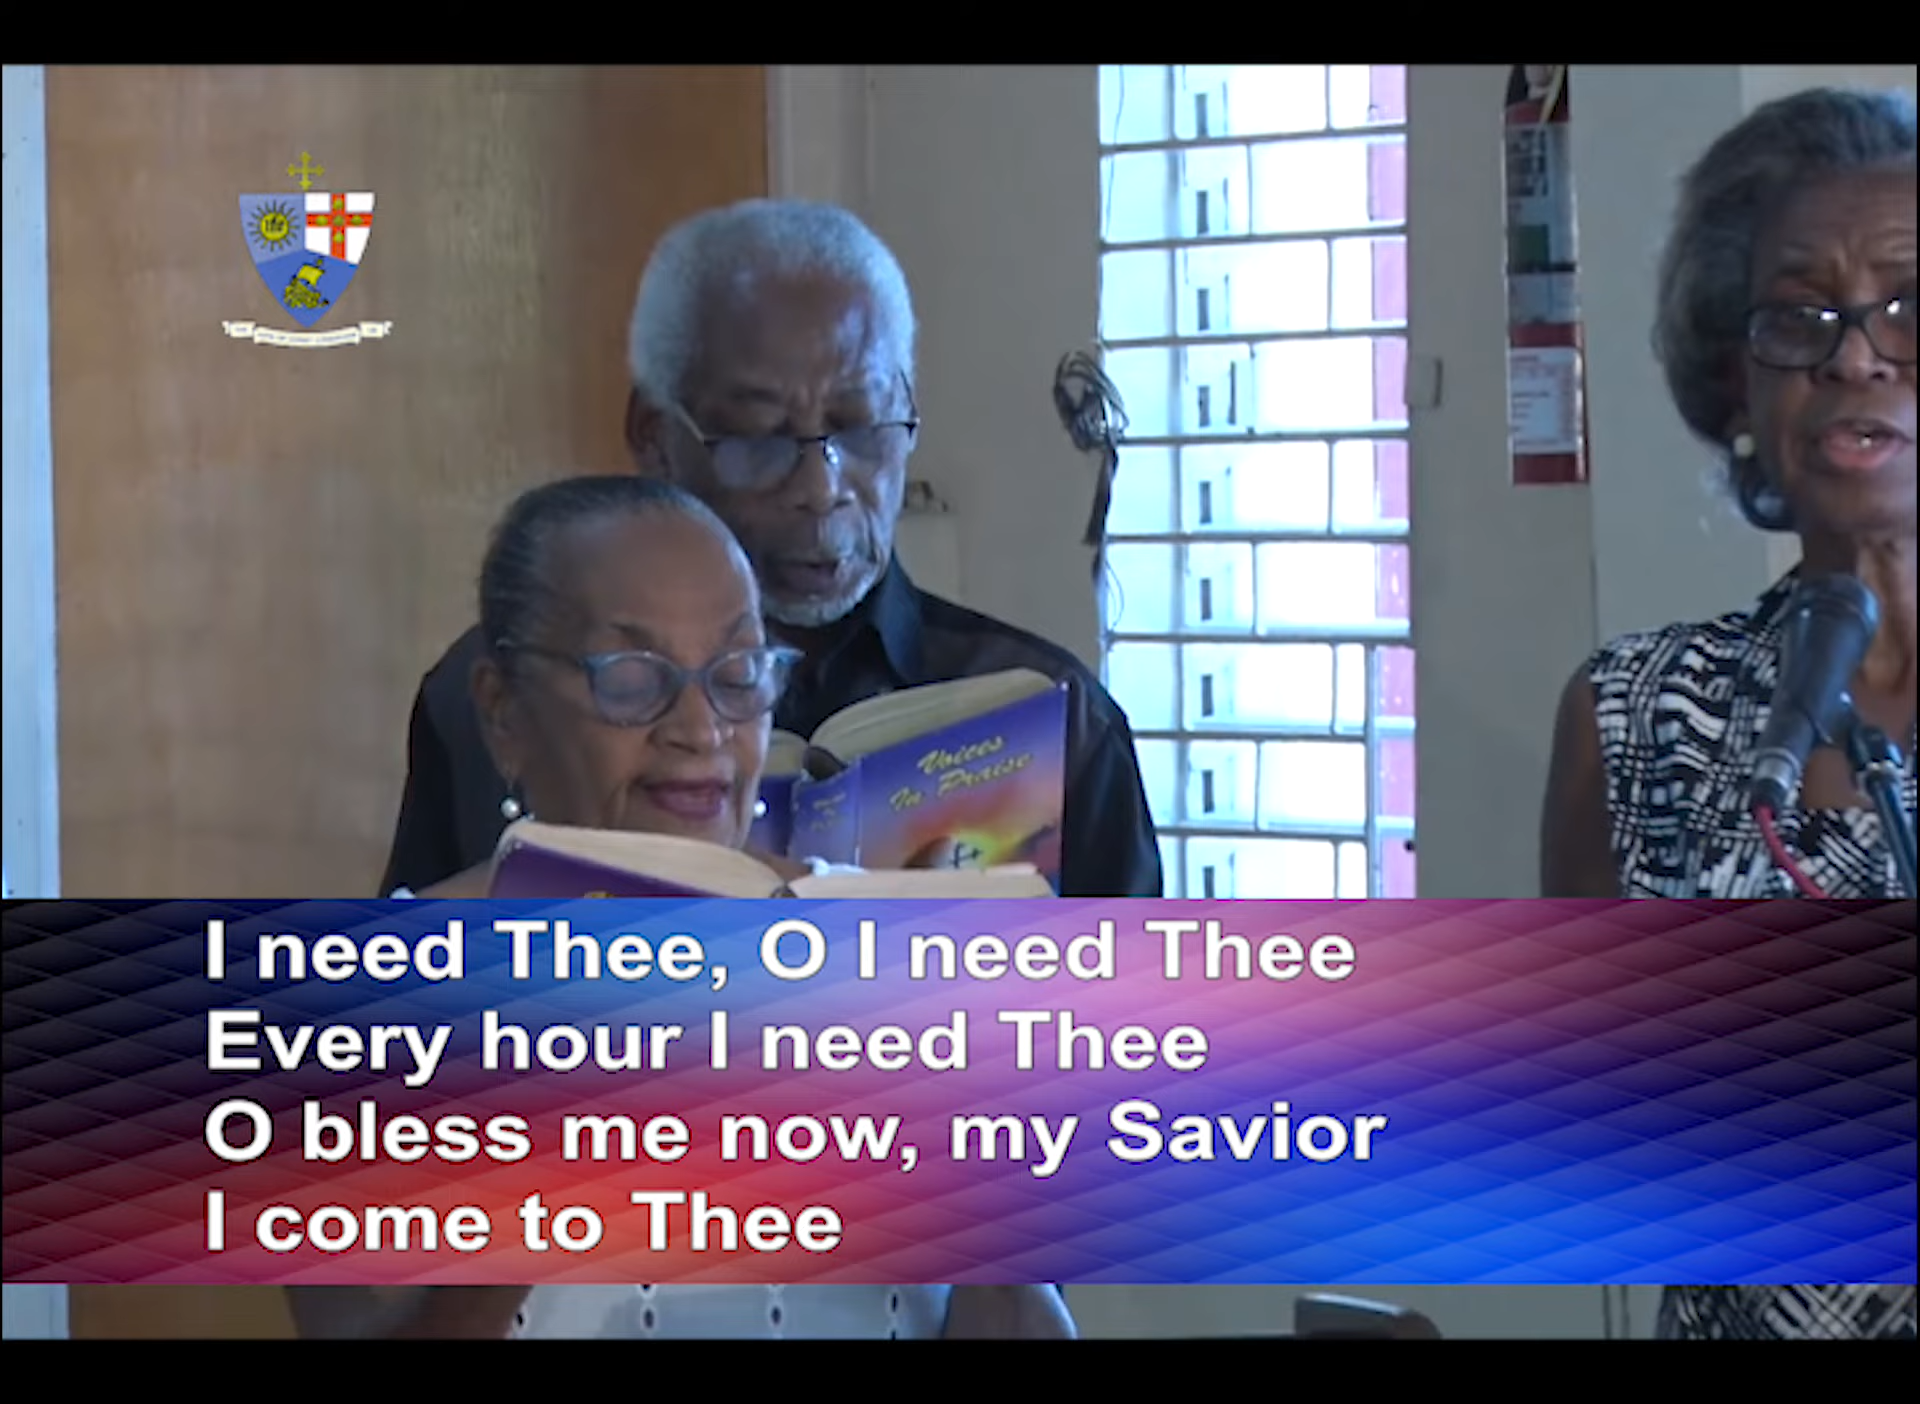 Voices
In Praise
I need Thee, O I need Thee
Every hour I need Thee
O bless me now, my Savior
I come to Thee